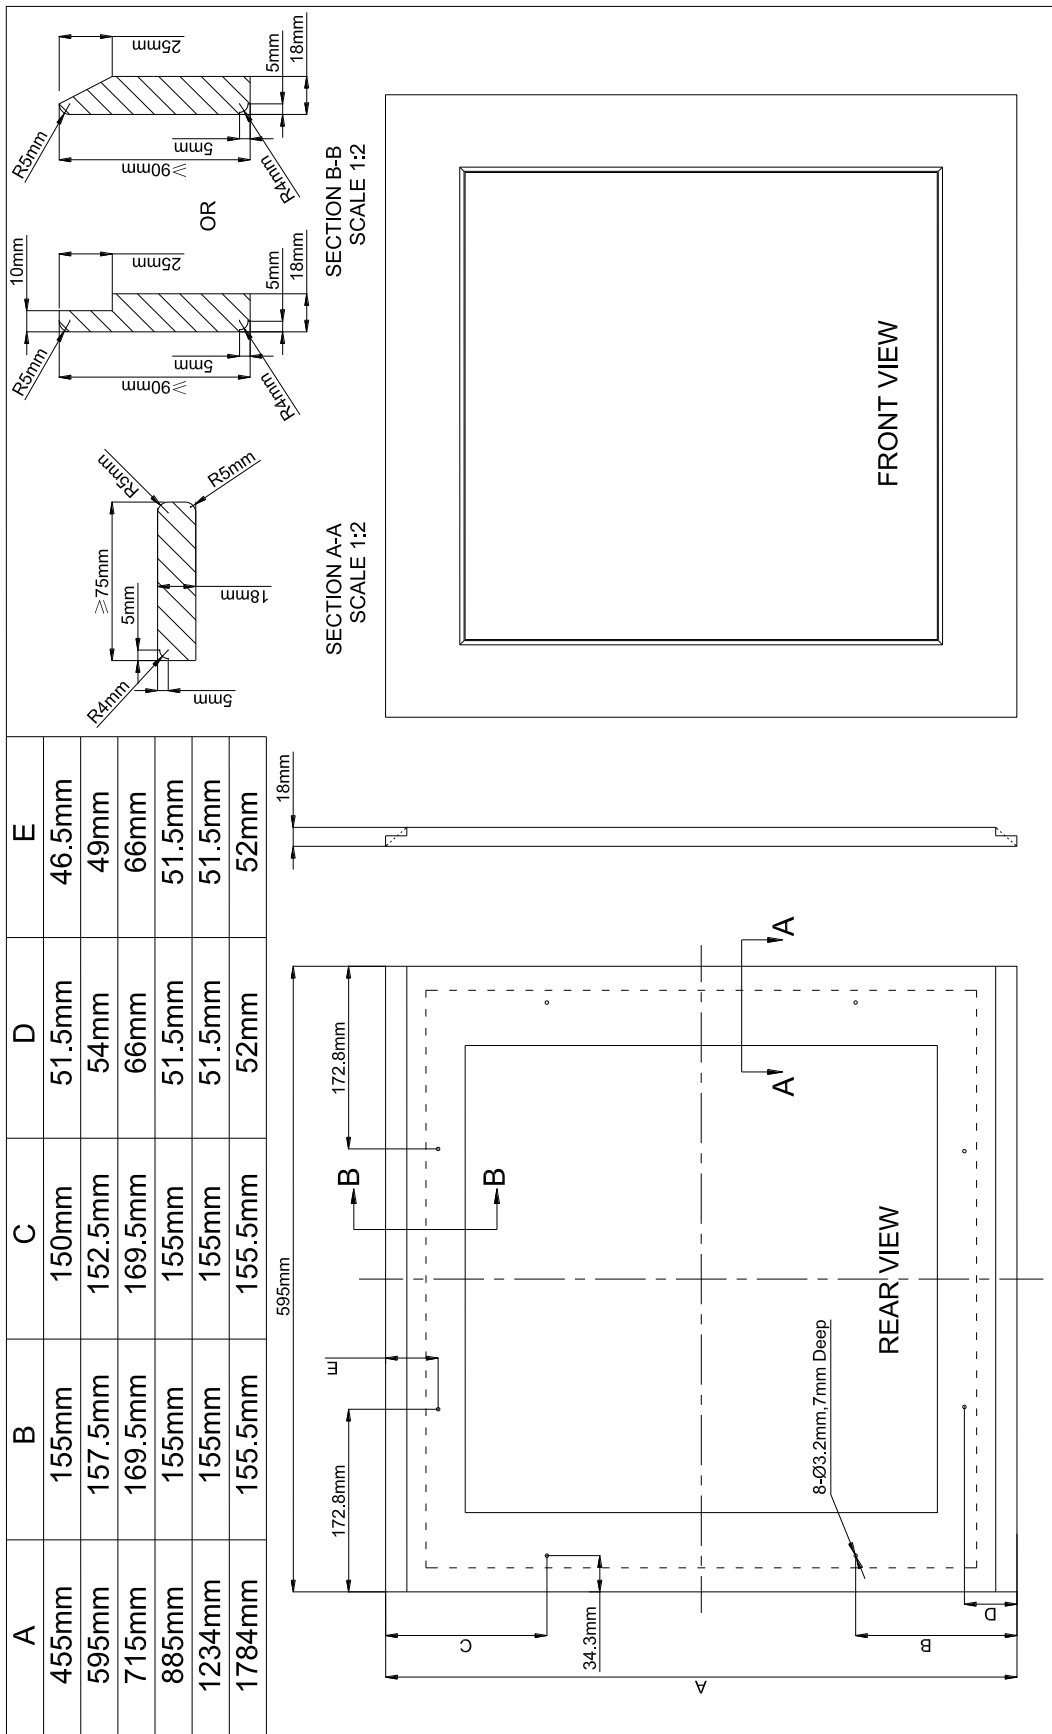 A B C D E
455mm 155mm 150mm 51.5mm 46.5mm
595mm 157.5mm 152.5mm 54mm 49mm
715mm 169.5mm 169.5mm 66mm 66mm
885mm 155mm 155mm 51.5mm 51.5mm
1234mm 155mm 155mm 51.5mm 51.5mm
1784mm 155.5mm 155.5mm 52mm 52mm
R4mm
5mm
5mm
≥75mm
18mm
R5mm
R5mm
SECTION A-A
SCALE 1:2
R5mm
10mm
25mm
≥90mm
5mm
R4mm
5mm
18mm
OR
R5mm
25mm
≥90mm
5mm
R4mm
5mm
18mm
SECTION B-B
SCALE 1:2
595mm
172.8mm
172.8mm
E
B
B
A
A
C
A
B
D
34.3mm
8-Ø3.2mm,7mm Deep
REAR VIEW
18mm
FRONT VIEW